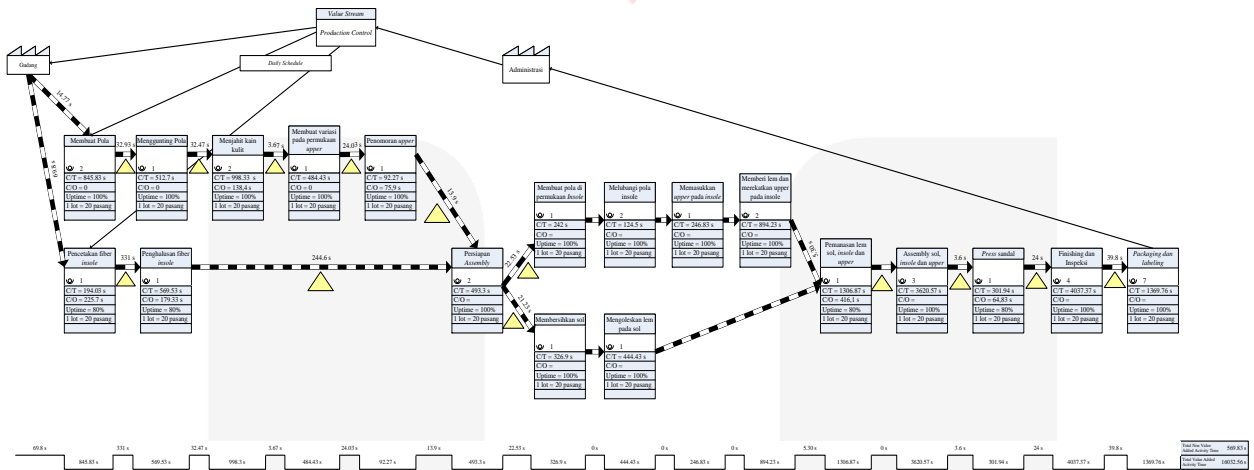 Value Stream
Production Control
Gudang
Daily Schedule
Administrasi
14.77 s
69.8 s
Membuat Pola
2
C/T = 845.83 s
C/O = 0
Uptime = 100%
1 lot = 20 pasang
32.93 s
Menggunting Pola
1
C/T = 512.7 s
C/O = 0
Uptime = 100%
1 lot = 20 pasang
32.47 s
Menjahit kain
kulit
2
C/T = 998.33 s
C/O = 138,4 s
Uptime = 100%
1 lot = 20 pasang
3.67 s
Membuat variasi
pada permukaan
upper
1
C/T = 484.43 s
C/O = 0
Uptime = 100%
1 lot = 20 pasang
24.03 s
Penomoran upper
1
C/T = 92.27 s
C/O = 75,9 s
Uptime = 100%
1 lot = 20 pasang
13.9 s
Pencetakan fiber
insole
1
C/T = 194.03 s
C/O = 225.7 s
Uptime = 80%
1 lot = 20 pasang
331 s
Penghalusan fiber
insole
1
C/T = 569.53 s
C/O = 179.33 s
Uptime = 80%
1 lot = 20 pasang
244.6 s
Persiapan
Assembly
2
C/T = 493.3 s
C/O =
Uptime = 100%
1 lot = 20 pasang
22.53 s
21.23 s
Membuat pola di
permukaan Insole
1
C/T = 242 s
C/O =
Uptime = 100%
1 lot = 20 pasang
Melubangi pola
insole
2
C/T = 124.5 s
C/O =
Uptime = 100%
1 lot = 20 pasang
Memasukkan
upper pada insole
1
C/T = 246.83 s
C/O =
Uptime = 100%
1 lot = 20 pasang
Memberi lem dan
merekatkan upper
pada insole
2
C/T = 894.23 s
C/O =
Uptime = 100%
1 lot = 20 pasang
5.30 s
Membersihkan sol
1
C/T = 326.9 s
C/O =
Uptime = 100%
1 lot = 20 pasang
Mengoleskan lem
pada sol
1
C/T = 444.43 s
C/O =
Uptime = 100%
1 lot = 20 pasang
Pemanasan lem
sol, insole dan
upper
1
C/T = 1306.87 s
C/O = 416,1 s
Uptime = 80%
1 lot = 20 pasang
Assembly sol,
insole dan upper
3
C/T = 3620.57 s
C/O =
Uptime = 100%
1 lot = 20 pasang
3.6 s
Press sandal
1
C/T = 301.94 s
C/O = 64,83 s
Uptime = 80%
1 lot = 20 pasang
24 s
Finishing dan
Inspeksi
4
C/T = 4037.37 s
C/O =
Uptime = 100%
1 lot = 20 pasang
39.8 s
Packaging dan
labeling
7
C/T = 1369.76 s
C/O =
Uptime = 100%
1 lot = 20 pasang
69.8 s 331 s 32.47 s 3.67 s 24.03 s 13.9 s 22.53 s 0 s 0 s 0 s 0 s 5.30 s 0 s 3.6 s 24 s 39.8 s
845.83 s 569.53 s 998.3 s 484.43 s 92.27 s 493.3 s 326.9 s 444.43 s 246.83 s 894.23 s 1306.87 s 3620.57 s 301.94 s 4037.37 s 1369.76 s
Total Non Value
Added Activity Time
569.83 s
Total Value Added
Activity Time
16032.56 s